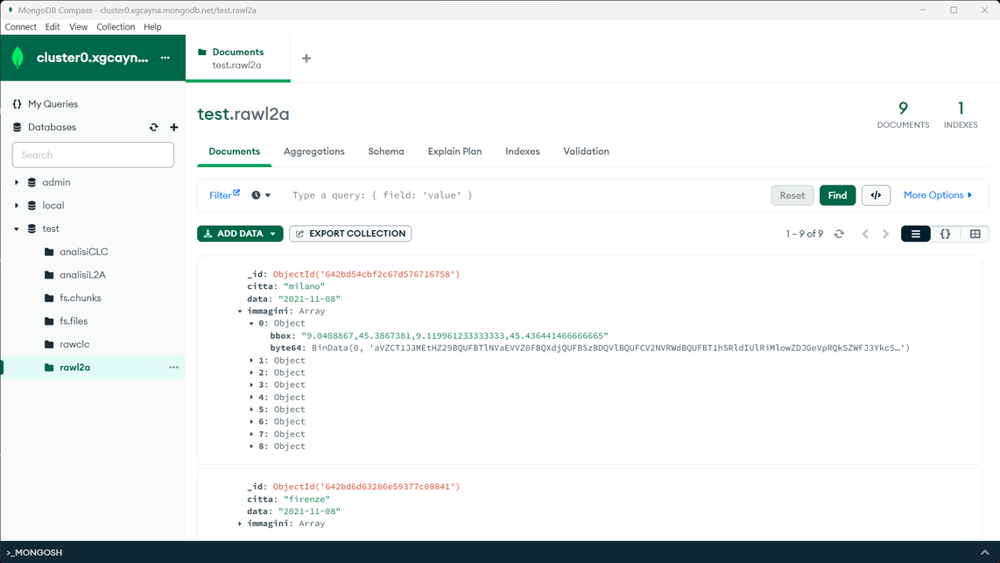 MongoDB Compass - cluster0.xgcayna.mongodb.net/test.rawl2a
Connect Edit View Collection Help
cluster0.xgcayn... ...
Documents
test.rawl2a
+
{} My Queries
Databases
Search
admin
local
test
analisiCLC
analisiL2A
fs.chunks
fs.files
rawclc
rawl2a ...
test.rawl2a
9
DOCUMENTS
1
INDEXES
Documents Aggregations Schema Explain Plan Indexes Validation
Filter Type a query: { field: 'value' } Reset Find </> More Options
ADD DATA EXPORT COLLECTION 1 – 9 of 9 {}
_id: ObjectId('642bd54cbf2c67d576716758')
citta: "milano"
data: "2021-11-08"
immagini: Array
0: Object
bbox: "9.0408867,45.3867381,9.119961233333333,45.436441466666665"
byte64: BinData(0, 'aVZCT1J3MEtHZ29BQUFBTlNVaEVVZ0FBQXdjQUFBSzBDQVlBQUFCV2NVRWdBQUFBT1hSRldIUlRiMlowZDJGeVpRQk5ZWFJ3Ykc5…')
1: Object
2: Object
3: Object
4: Object
5: Object
6: Object
7: Object
8: Object
_id: ObjectId('642bd6d63286e59377c08841')
citta: "firenze"
data: "2021-11-08"
immagini: Array
>_MONGOSH